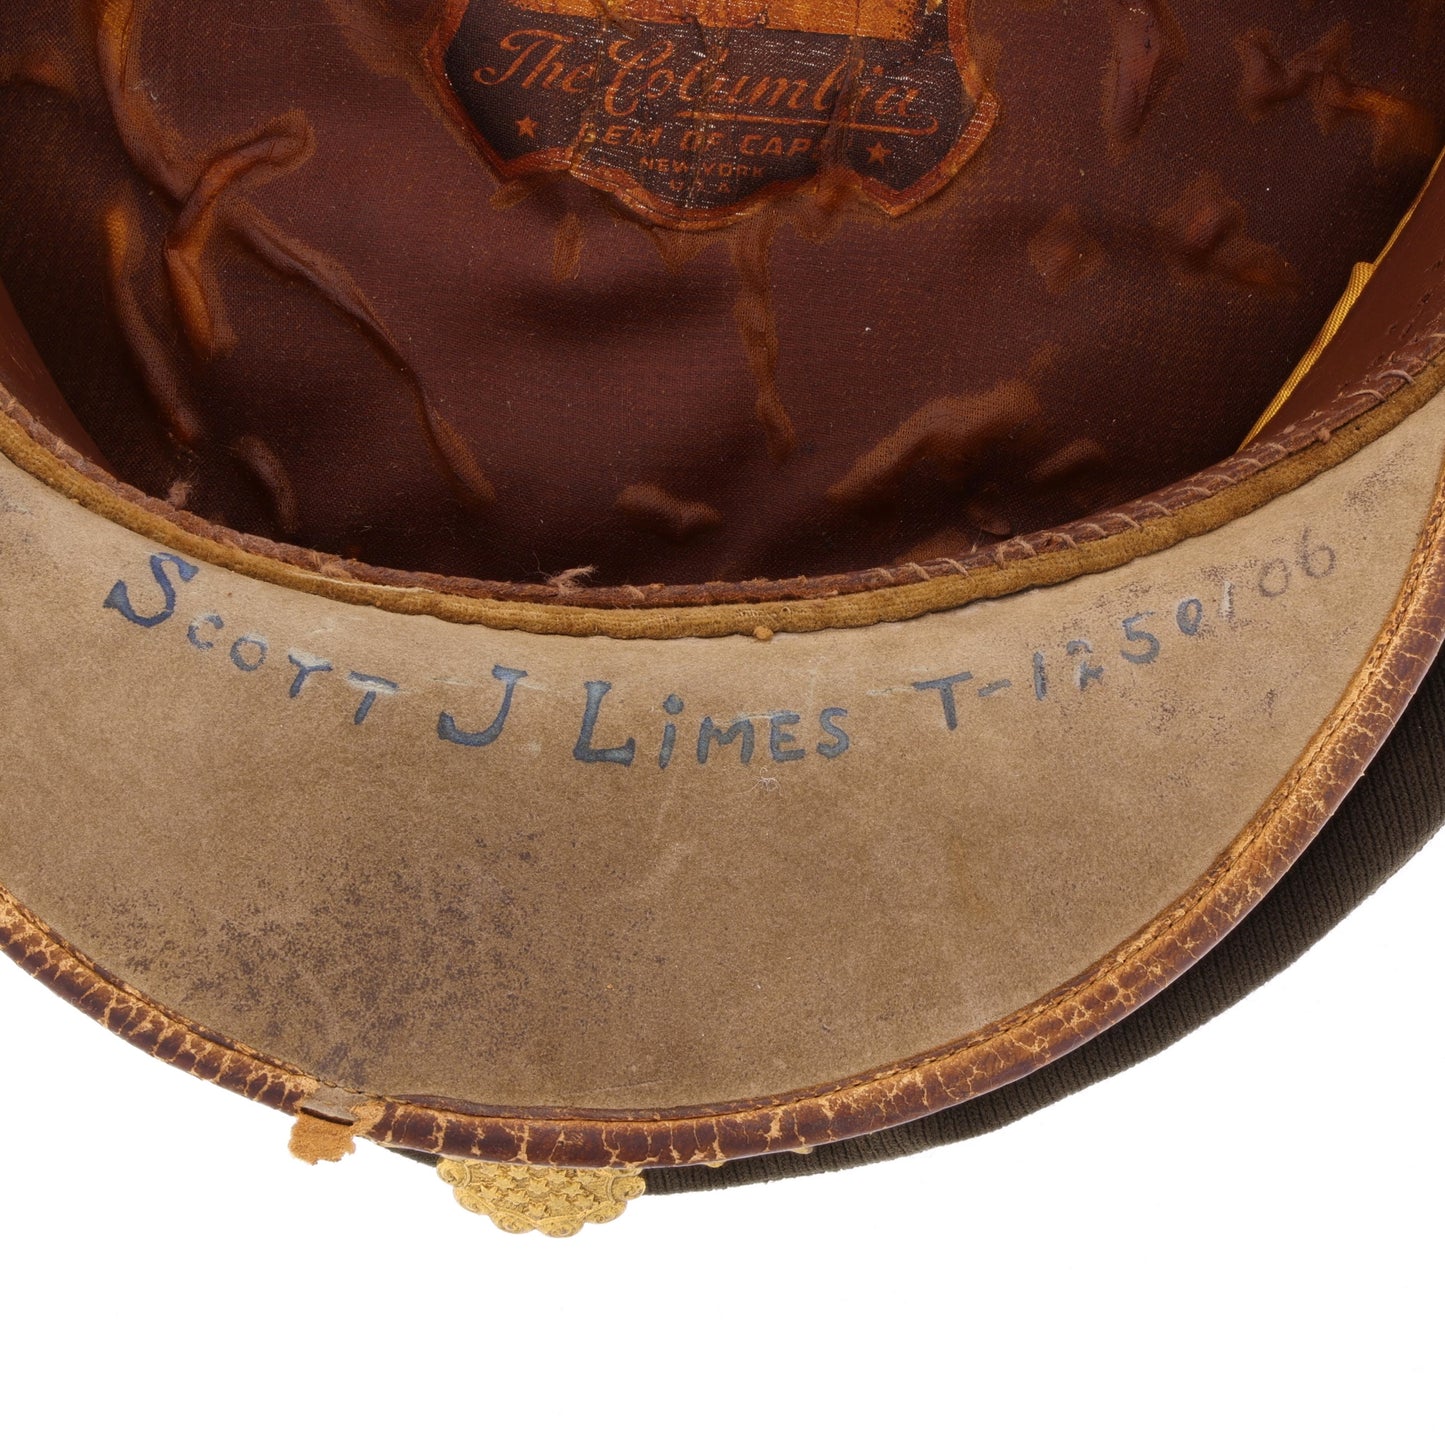 The Columbia
GEM OF CAPS
NEW YORK
U.S.A
SCOTT J LiMES T-1250106